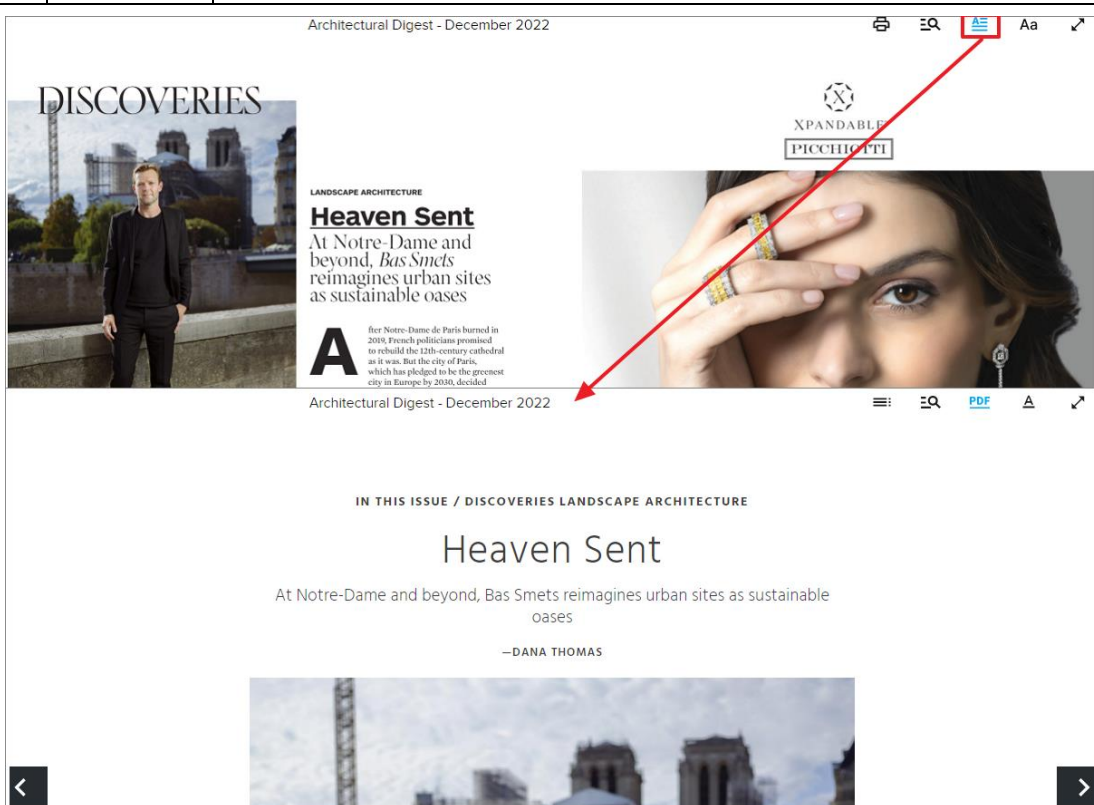 Architectural Digest - December 2022
A
Aa
DISCOVERIES
X
XPANDABLE
PICCHIOTTI
LANDSCAPE ARCHITECTURE
Heaven Sent
At Notre-Dame and
beyond, Bas Smets
reimagines urban sites
as sustainable oases
After Notre-Dame de Paris burned in
2019, French politicians promised
to rebuild the 12th-century cathedral
as it was. But the city of Paris,
which has pledged to be the greenest
city in Europe by 2030, decided
Architectural Digest - December 2022
PDF
A
IN THIS ISSUE / DISCOVERIES LANDSCAPE ARCHITECTURE
Heaven Sent
At Notre-Dame and beyond, Bas Smets reimagines urban sites as sustainable
oases
—DANA THOMAS